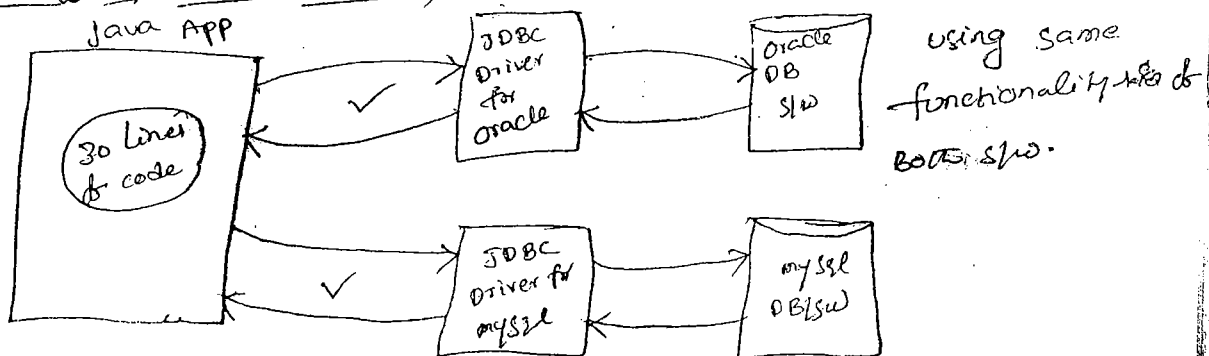 Java App
30 Lines
of code
JDBC
Driver
for
Oracle
Oracle
DB
S/W
using same
functionality of
Both S/W.
JDBC
Driver for
mysql
mysql
DB/SW